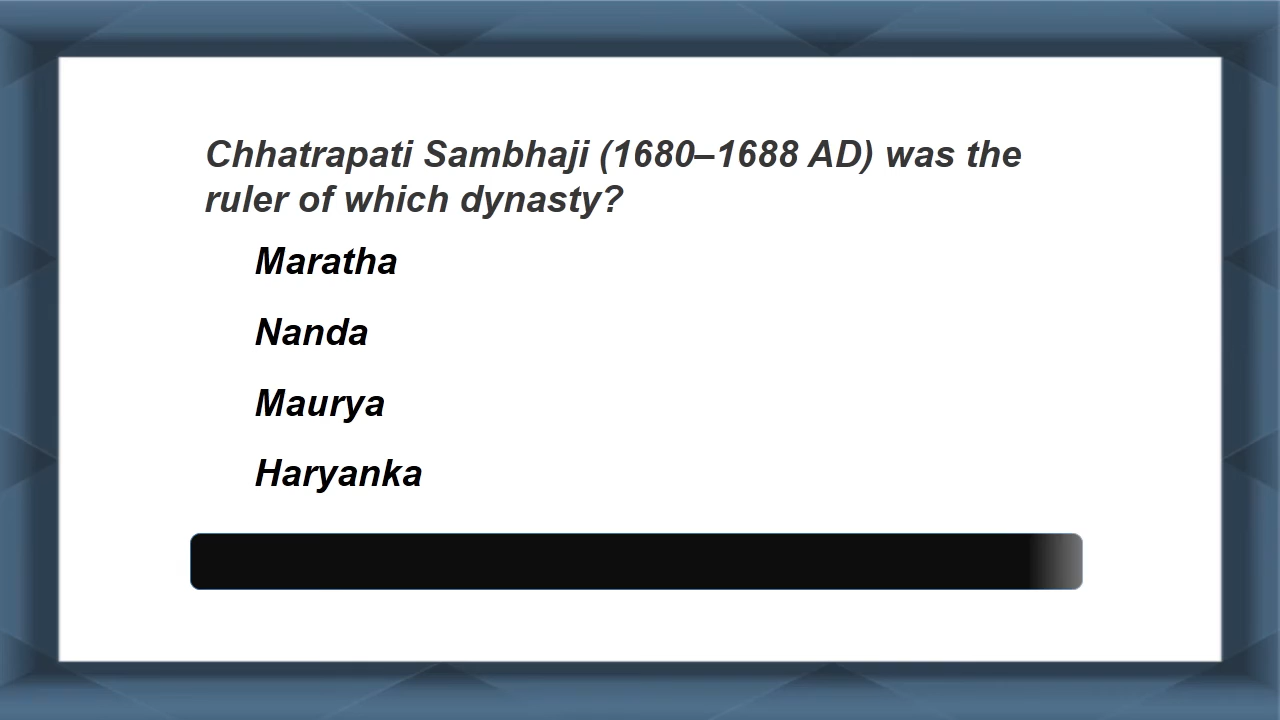 Chhatrapati Sambhaji (1680–1688 AD) was the
ruler of which dynasty?
Maratha
Nanda
Maurya
Haryanka